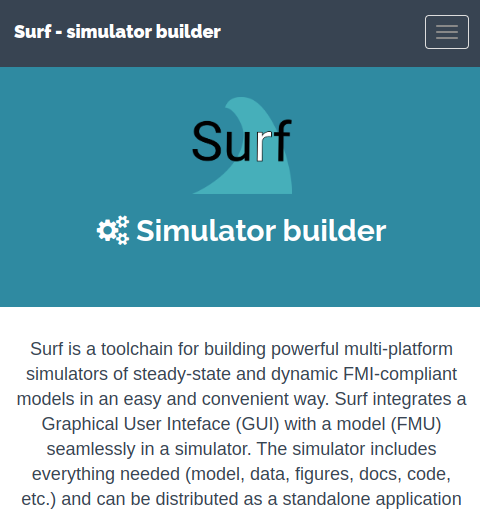 Surf - simulator builder
Surf
Simulator builder
Surf is a toolchain for building powerful multi-platform
simulators of steady-state and dynamic FMI-compliant
models in an easy and convenient way. Surf integrates a
Graphical User Inteface (GUI) with a model (FMU)
seamlessly in a simulator. The simulator includes
everything needed (model, data, figures, docs, code,
etc.) and can be distributed as a standalone application